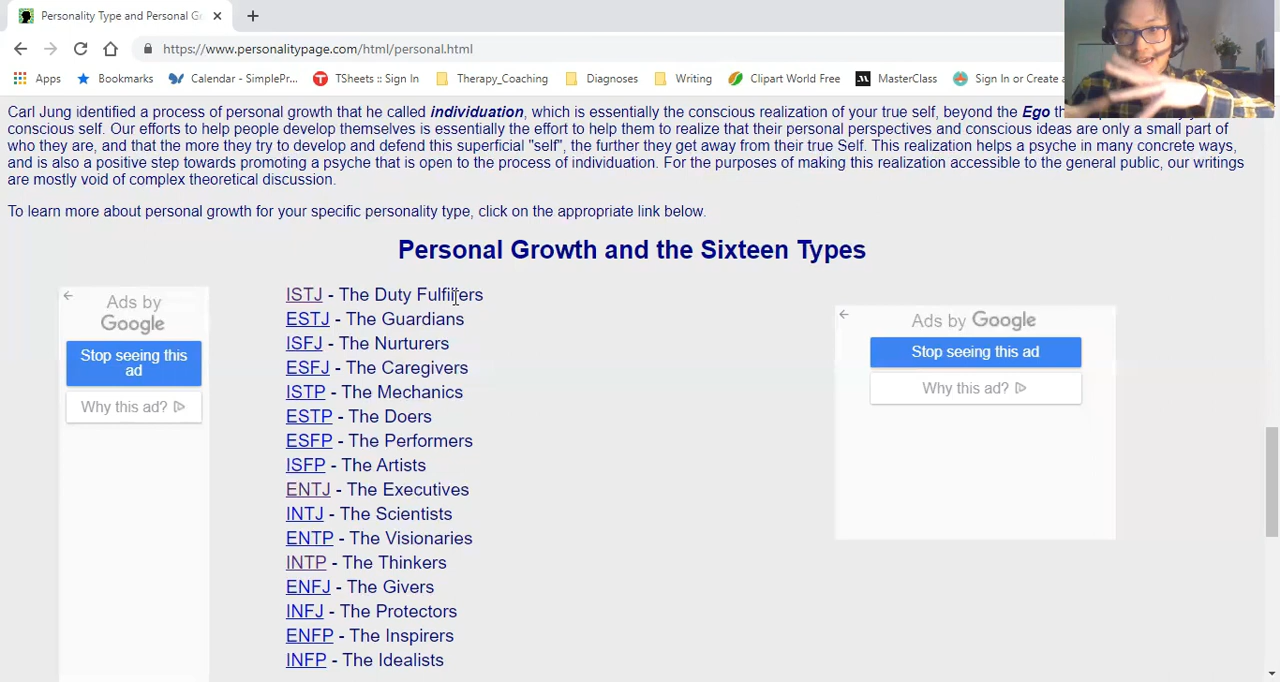 Personality Type and Personal Gr
https://www.personalitypage.com/html/personal.html
Apps Bookmarks Calendar - SimplePr... TSheets :: Sign In Therapy_Coaching Diagnoses Writing Clipart World Free MasterClass Sign In or Create a
Carl Jung identified a process of personal growth that he called individuation, which is essentially the conscious realization of your true self, beyond the Ego
conscious self. Our efforts to help people develop themselves is essentially the effort to help them to realize that their personal perspectives and conscious ideas are only a small part of
who they are, and that the more they try to develop and defend this superficial "self", the further they get away from their true Self. This realization helps a psyche in many concrete ways,
and is also a positive step towards promoting a psyche that is open to the process of individuation. For the purposes of making this realization accessible to the general public, our writings
are mostly void of complex theoretical discussion.
To learn more about personal growth for your specific personality type, click on the appropriate link below.
Personal Growth and the Sixteen Types
Ads by
Google
Stop seeing this
ad
Why this ad?
ISTJ - The Duty Fulfillers
ESTJ - The Guardians
ISFJ - The Nurturers
ESFJ - The Caregivers
ISTP - The Mechanics
ESTP - The Doers
ESFP - The Performers
ISFP - The Artists
ENTJ - The Executives
INTJ - The Scientists
ENTP - The Visionaries
INTP - The Thinkers
ENFJ - The Givers
INFJ - The Protectors
ENFP - The Inspirers
INFP - The Idealists
Ads by Google
Stop seeing this ad
Why this ad?